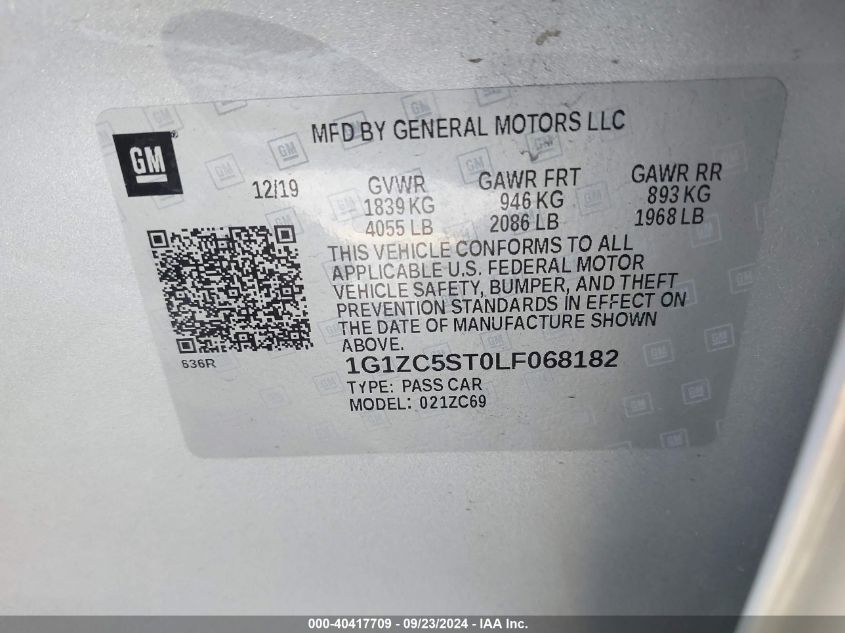 GM
MFD BY GENERAL MOTORS LLC
12/19
GVWR
1839 KG
4055 LB
GAWR FRT
946 KG
2086 LB
GAWR RR
893 KG
1968 LB
THIS VEHICLE CONFORMS TO ALL
APPLICABLE U.S. FEDERAL MOTOR
VEHICLE SAFETY, BUMPER, AND THEFT
PREVENTION STANDARDS IN EFFECT ON
THE DATE OF MANUFACTURE SHOWN
ABOVE.
636R
1G1ZC5ST0LF068182
TYPE: PASS CAR
MODEL: 021ZC69
000-40417709 - 09/23/2024 - IAA Inc.